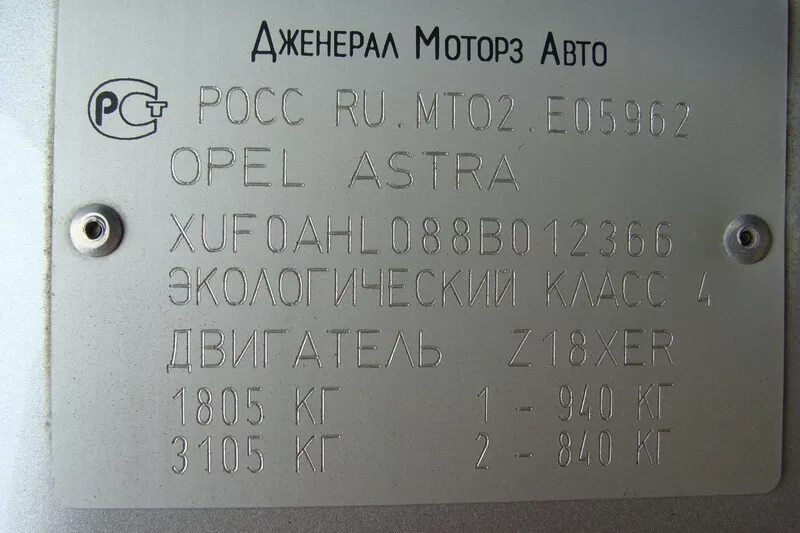 Дженерал Моторз Авто
РСТ РОСС RU.МТ02.Е05962
OPEL ASTRA
XUF0AHL088B012366
ЭКОЛОГИЧЕСКИЙ КЛАСС 4
ДВИГАТЕЛЬ Z18XER
1805 КГ 1 - 940 КГ
3105 КГ 2 - 840 КГ